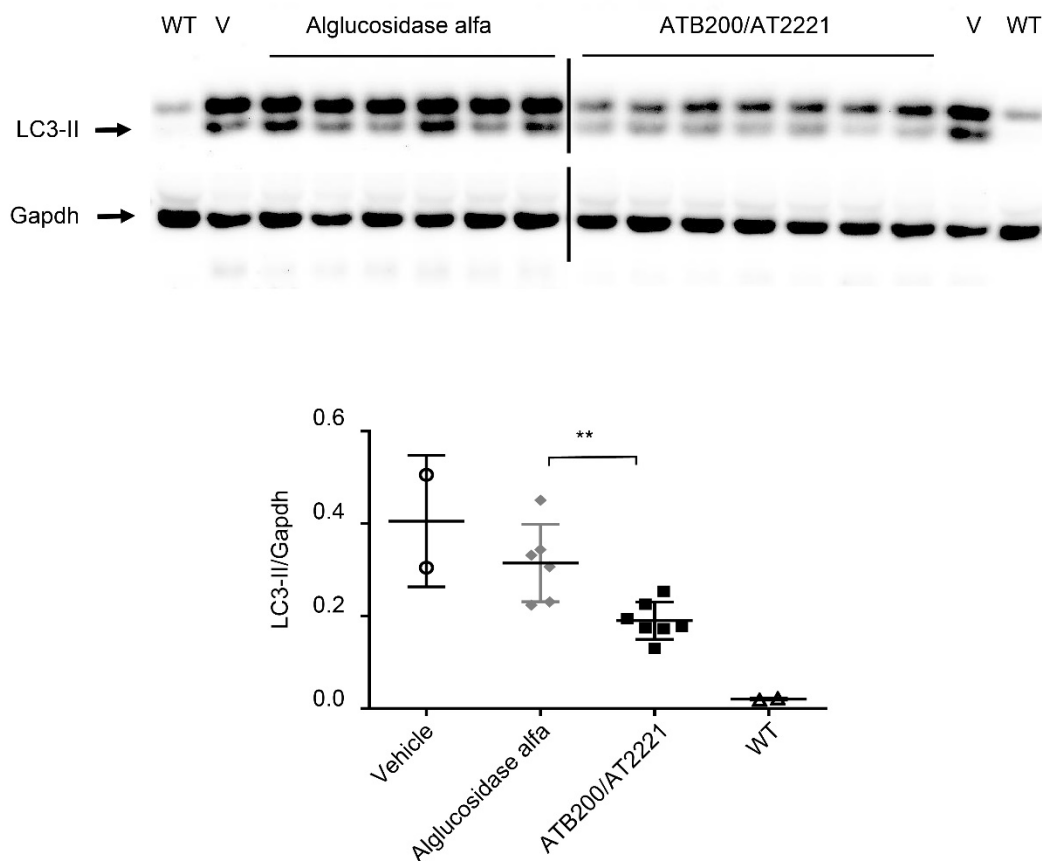 WT V Alglucosidase alfa ATB200/AT2221 V WT
LC3-II
Gapdh
0.6
**
0.4
LC3-II/Gapdh
0.2
0.0
Vehicle
Alglucosidase alfa
ATB200/AT2221
WT